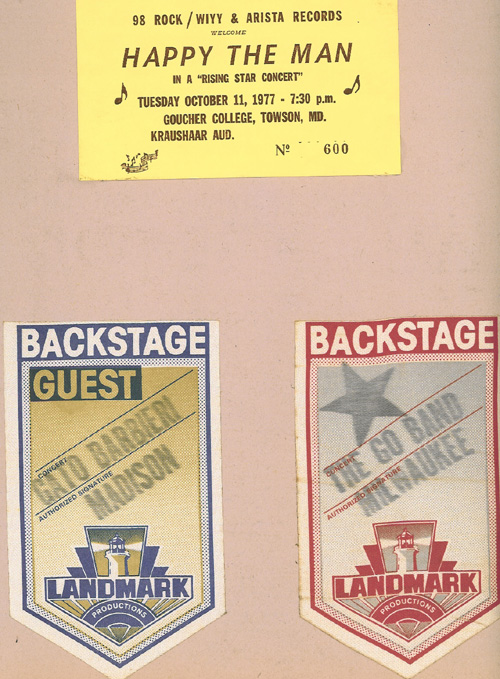 98 ROCK/WIYY & ARISTA RECORDS
WELCOME
HAPPY THE MAN
IN A "RISING STAR CONCERT"
TUESDAY OCTOBER 11, 1977 - 7:30 p.m.
GOUCHER COLLEGE, TOWSON, MD.
KRAUSHAAR AUD.
Nº 600
BACKSTAGE
GUEST
CONCERT
GATO BARBIERI
AUTHORIZED SIGNATURE
MADISON
LANDMARK
PRODUCTIONS
BACKSTAGE
CONCERT
THE GO BAND
AUTHORIZED SIGNATURE
MILWAUKEE
LANDMARK
PRODUCTIONS